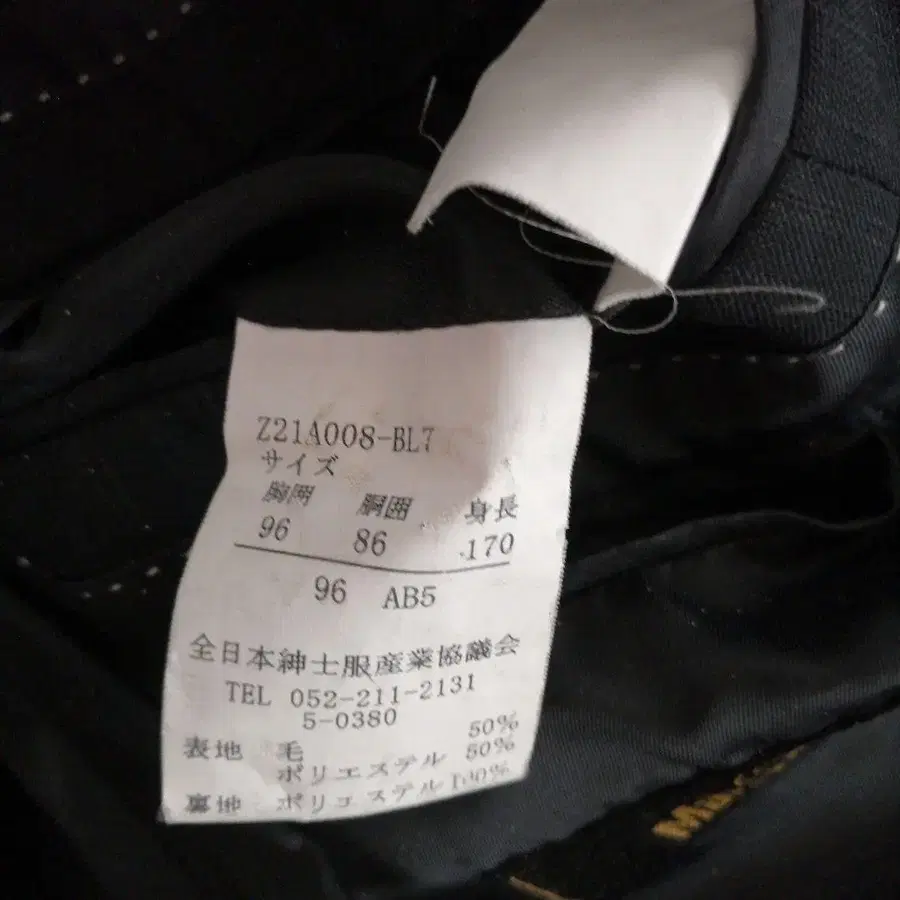 Z21A008-BL7
サイズ
胸囲 胴囲 身長
96 86 170
96 AB5
全日本紳士服産業協議会
TEL 052-211-2131
5-0380
表地 毛 50%
ポリエステル 50%
裏地 ポリエステル 100%